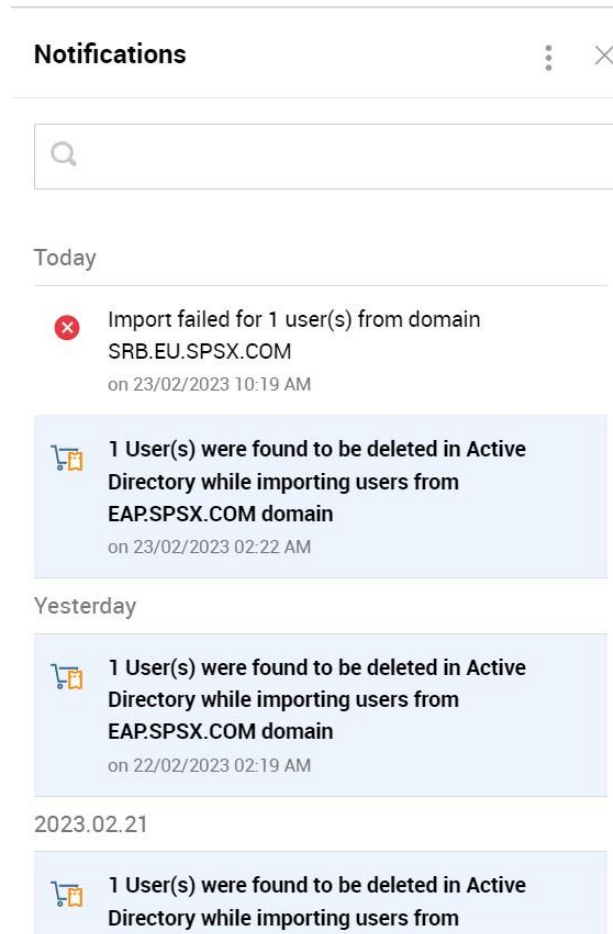 Notifications
Today
Import failed for 1 user(s) from domain
SRB.EU.SPSX.COM
on 23/02/2023 10:19 AM
1 User(s) were found to be deleted in Active
Directory while importing users from
EAP.SPSX.COM domain
on 23/02/2023 02:22 AM
Yesterday
1 User(s) were found to be deleted in Active
Directory while importing users from
EAP.SPSX.COM domain
on 22/02/2023 02:19 AM
2023.02.21
1 User(s) were found to be deleted in Active
Directory while importing users from